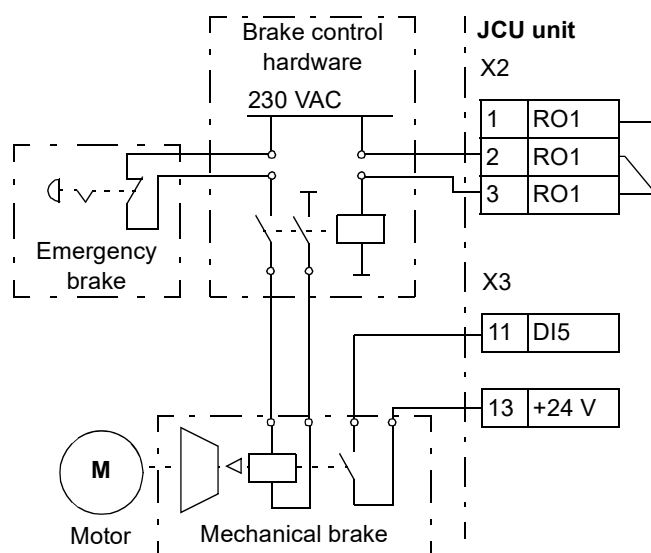 Brake control
hardware
230 VAC
JCU unit
X2
1 RO1
2 RO1
3 RO1
Emergency
brake
X3
11 DI5
13 +24 V
M
Motor
Mechanical brake